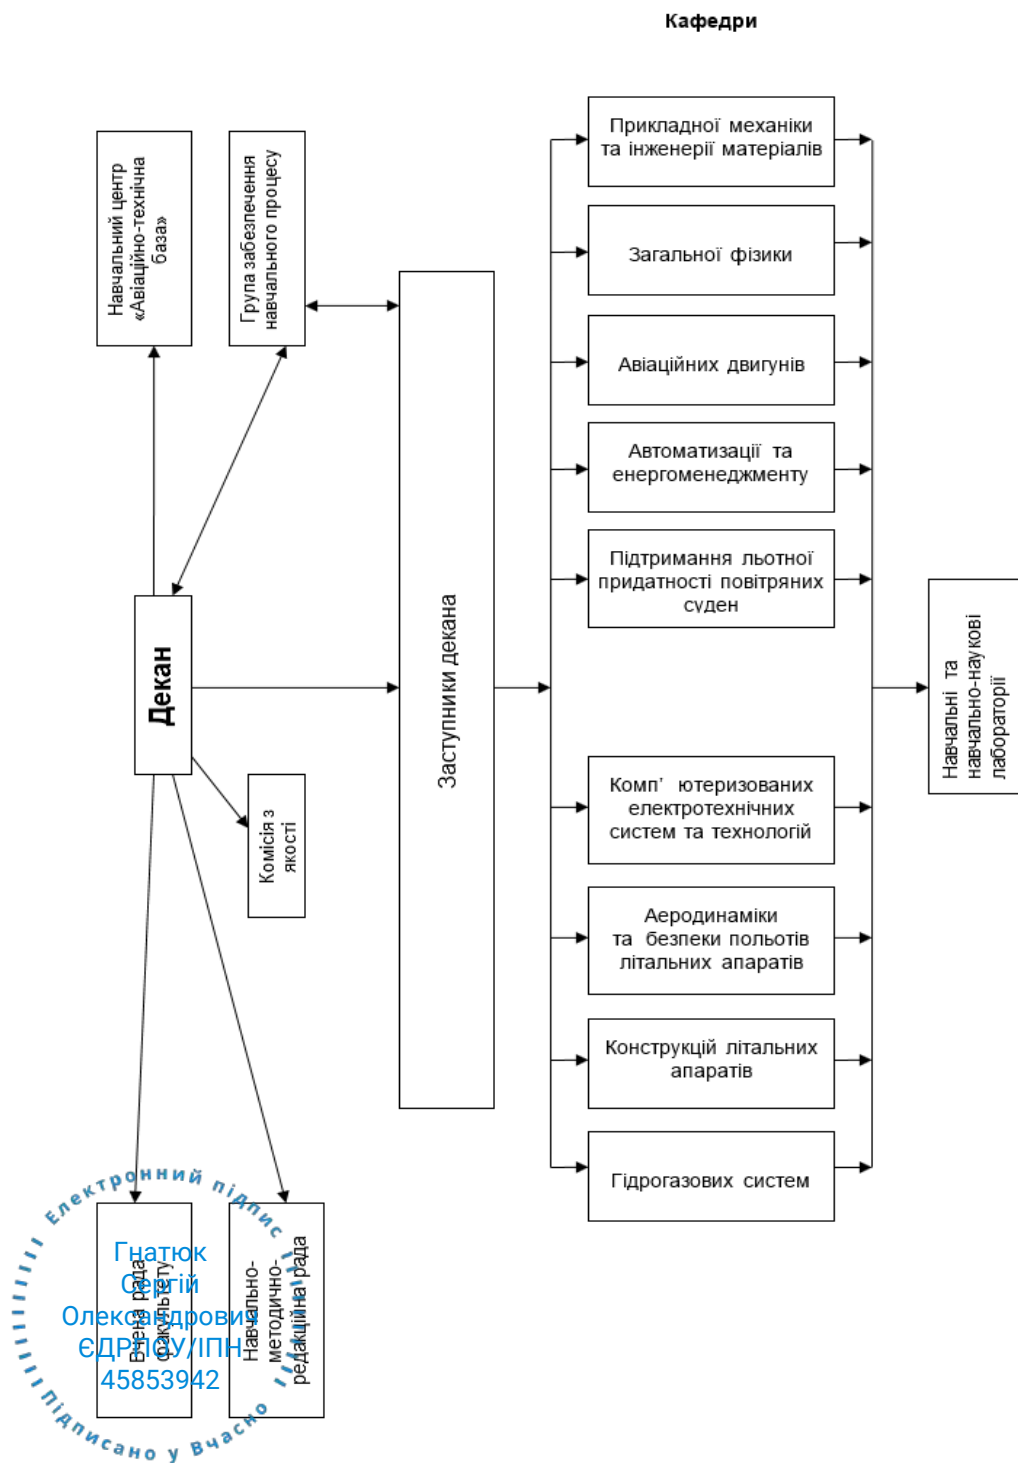 Кафедри
Навчальний центр
«Авіаційно-технічна
база»
Група забезпечення
навчального процесу
Декан
Комісія з
якості
Вчена рада
факультету
Навчально-
методично-
редакційна рада
Заступники декана
Прикладної механіки
та інженерії матеріалів
Загальної фізики
Авіаційних двигунів
Автоматизації та
енергоменеджменту
Підтримання льотної
придатності повітряних
суден
Комп' ютеризованих
електротехнічних
систем та технологій
Аеродинаміки
та безпеки польотів
літальних апаратів
Конструкцій літальних
апаратів
Гідрогазових систем
Навчальні та
навчально-наукові
лабораторії
Електронний підпис
Гнатюк
Сергій
Олександрович
ЄДРПОУ/ІПН
45853942
Підписано у Вчасно